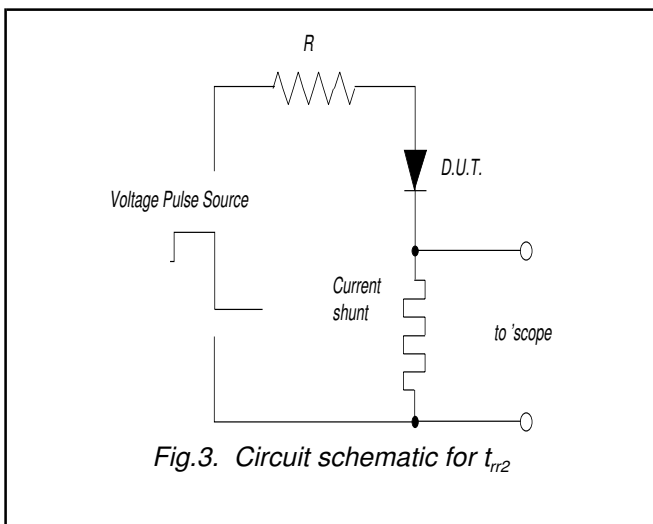 R
D.U.T.
Voltage Pulse Source
Current
shunt
to 'scope
Fig.3. Circuit schematic for trr2